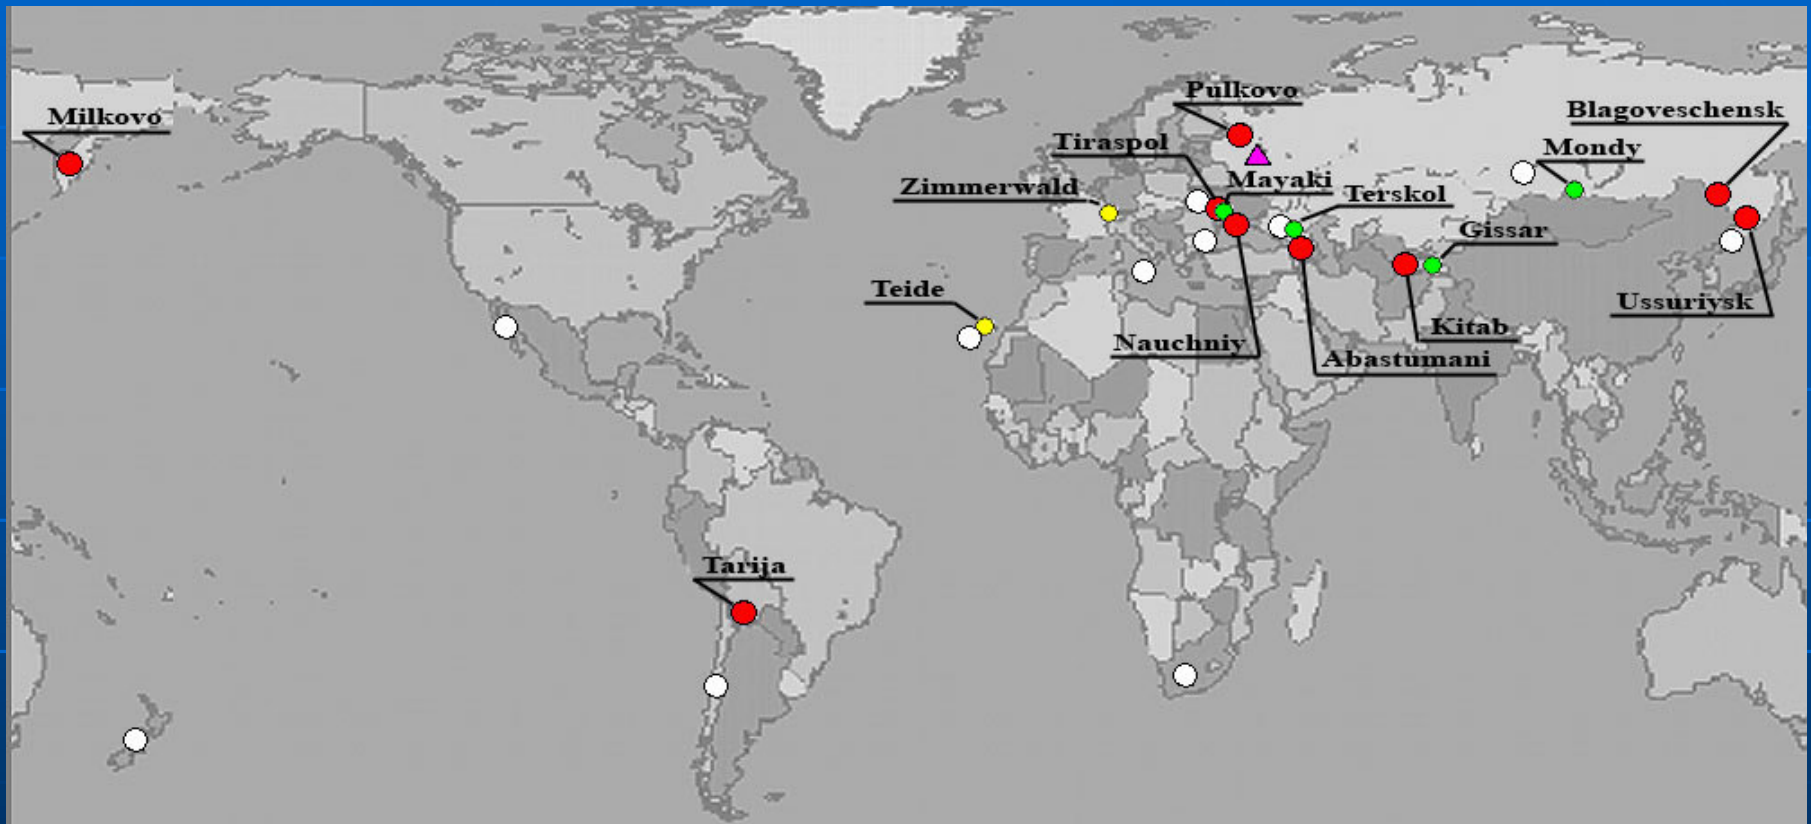 Pulkovo
Blagoveschensk
Milkovo
Tiraspol
Mondy
Mayaki
Zimmerwald
Terskol
Gissar
Teide
Ussuriysk
Kitab
Nauchniy
Abastumani
Tarija